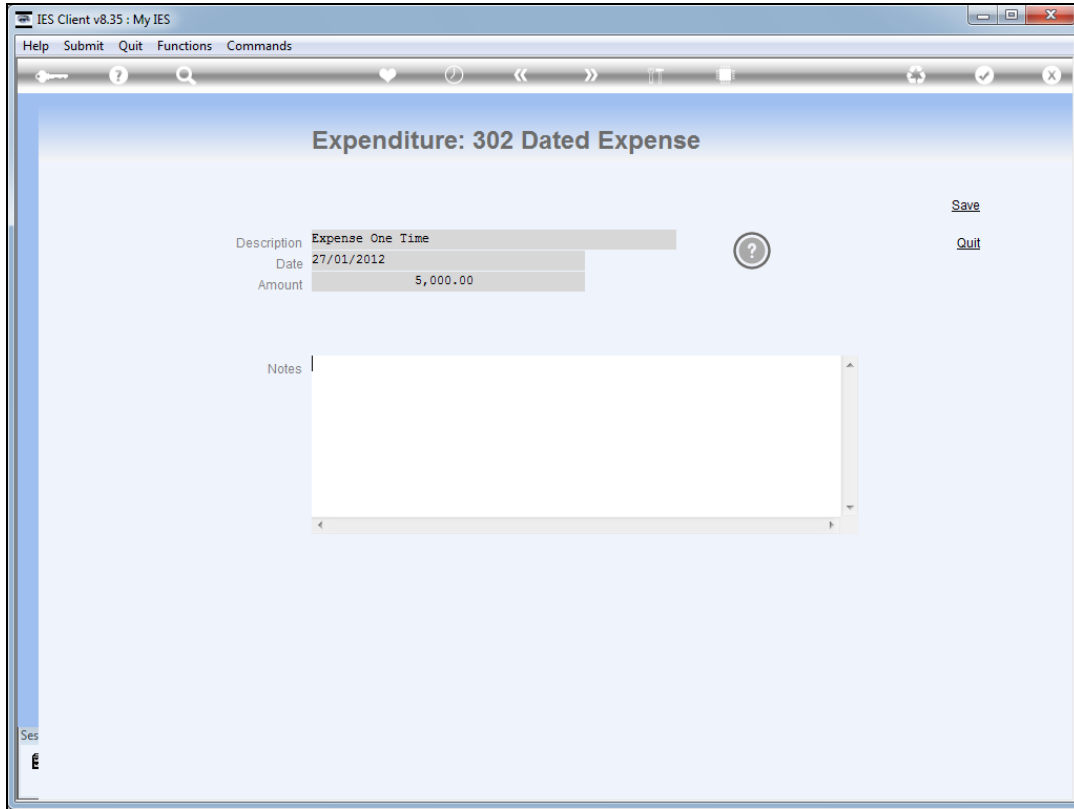 IES Client v8.35 : My IES
Help Submit Quit Functions Commands
Expenditure: 302 Dated Expense
Save
Description Expense One Time
Quit
Date 27/01/2012
Amount 5,000.00
Notes
Ses